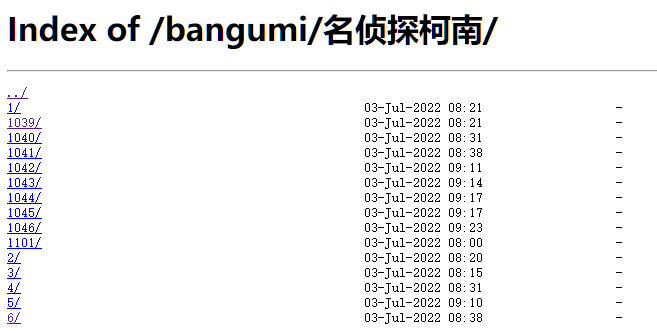 Index of /bangumi/名侦探柯南/
../
1/ 03-Jul-2022 08:21 -
1039/ 03-Jul-2022 08:21 -
1040/ 03-Jul-2022 08:31 -
1041/ 03-Jul-2022 08:38 -
1042/ 03-Jul-2022 09:11 -
1043/ 03-Jul-2022 09:14 -
1044/ 03-Jul-2022 09:17 -
1045/ 03-Jul-2022 09:17 -
1046/ 03-Jul-2022 09:23 -
1101/ 03-Jul-2022 08:00 -
2/ 03-Jul-2022 08:20 -
3/ 03-Jul-2022 08:15 -
4/ 03-Jul-2022 08:31 -
5/ 03-Jul-2022 09:10 -
6/ 03-Jul-2022 08:38 -